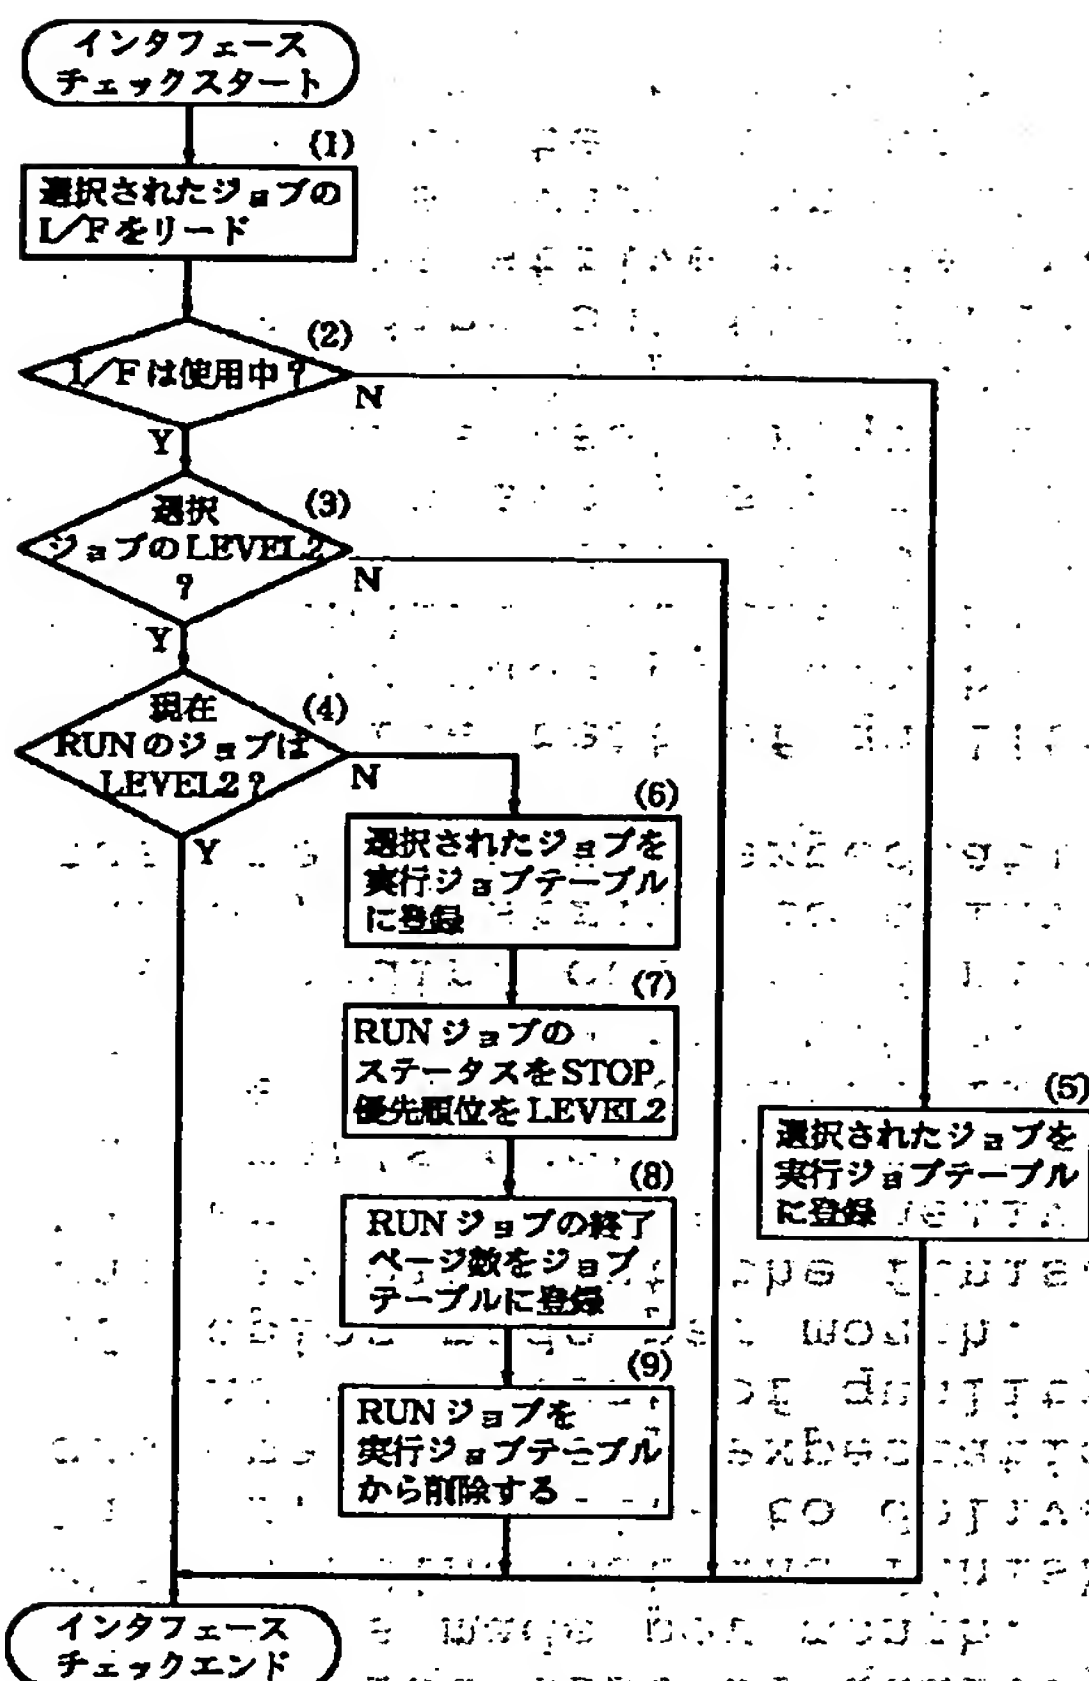 インタフェース
チェックスタート
(1)
選択されたジョブの
I/Fをリード
(2)
I/Fは使用中?
N
Y
(3)
選択
ジョブのLEVEL2
?
N
Y
(4)
現在
RUNのジョブは
LEVEL2?
N
Y
(6)
選択されたジョブを
実行ジョブテーブル
に登録
(7)
RUNジョブの
ステータスをSTOP,
優先順位をLEVEL2
(5)
選択されたジョブを
実行ジョブテーブル
に登録
(8)
RUNジョブの終了
ページ数をジョブ
テーブルに登録
(9)
RUNジョブを
実行ジョブテーブル
から削除する
インタフェース
チェックエンド